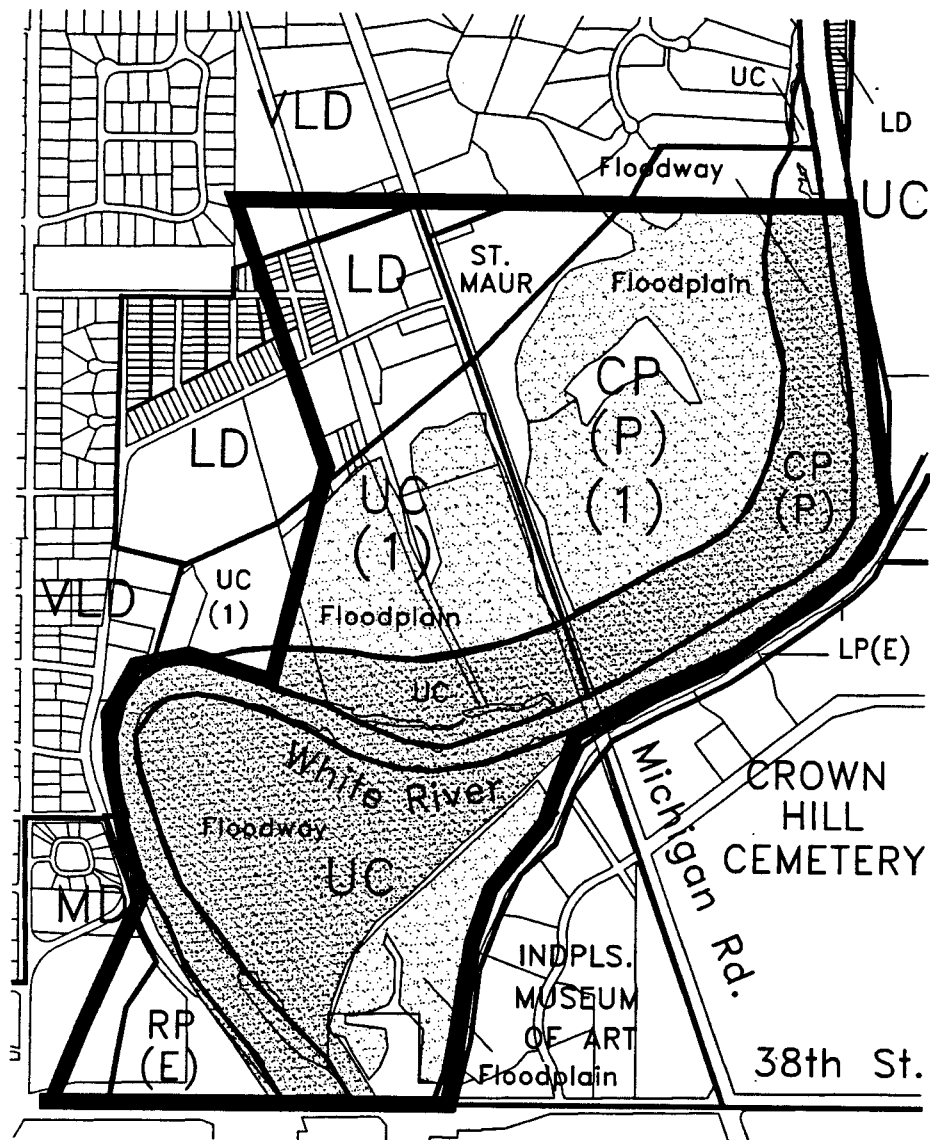 UC
VLD
LD
Floodway
UC
ST.
MAUR
LD
Floodplain
CP
(P)
(1)
LD
CP
(P)
UC
(1)
UC
(1)
VLD
Floodplain
LP(E)
UC
White River
Michigan Rd.
CROWN
HILL
CEMETERY
Floodway
UC
MD
INDPLS.
MUSEUM
OF ART
RP
(E)
38th St.
Floodplain